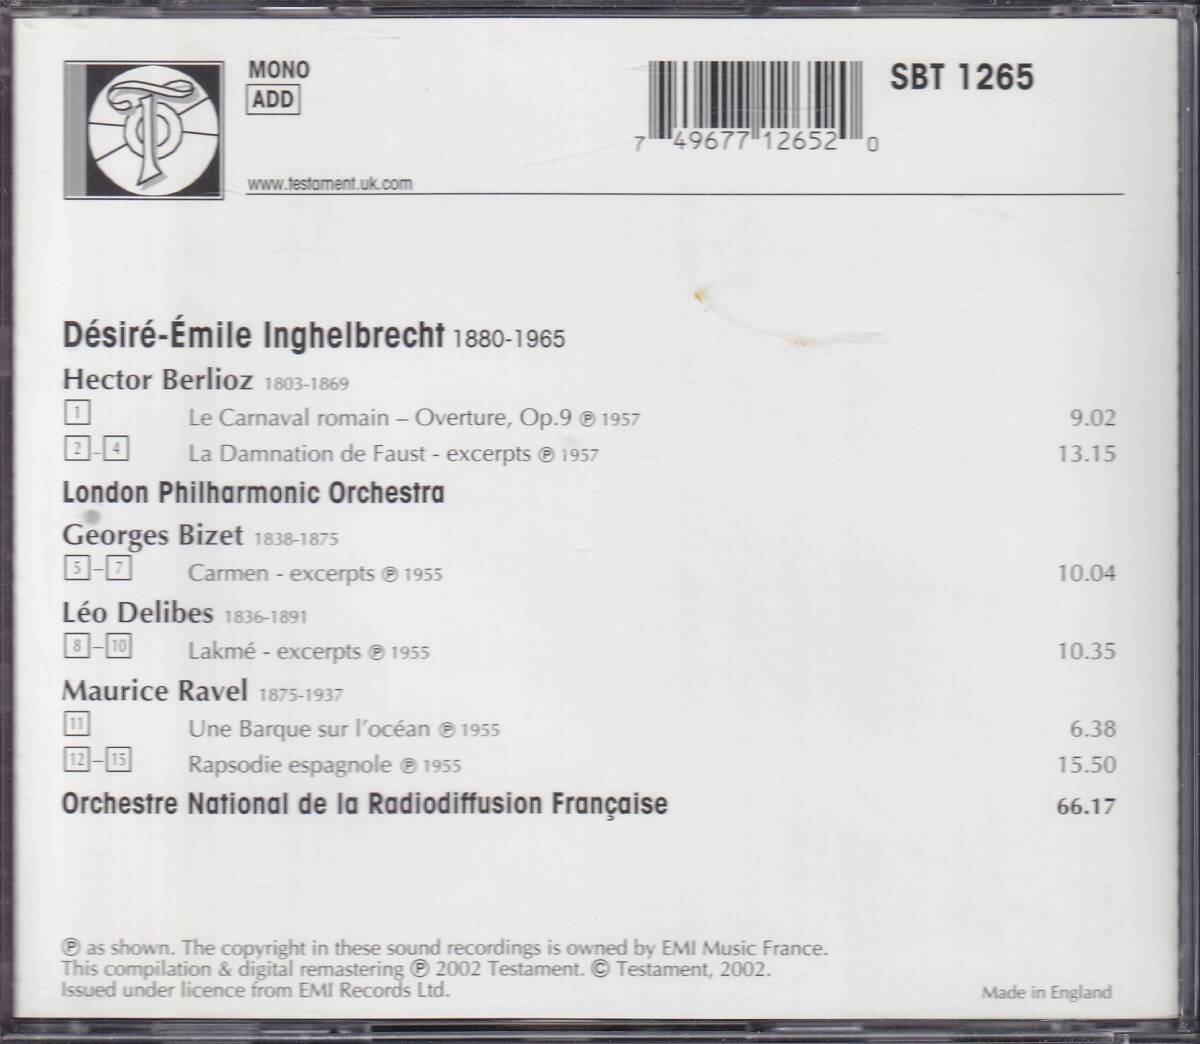 MONO
ADD
SBT 1265
7 49677 12652 0
www.testament.uk.com
Désiré-Émile Inghelbrecht 1880-1965
Hector Berlioz 1803-1869
1 Le Carnaval romain – Overture, Op.9 ℗ 1957 9.02
2 - 4 La Damnation de Faust - excerpts ℗ 1957 13.15
London Philharmonic Orchestra
Georges Bizet 1838-1875
5 – 7 Carmen - excerpts ℗ 1955 10.04
Léo Delibes 1836-1891
8 – 10 Lakmé - excerpts ℗ 1955 10.35
Maurice Ravel 1875-1937
11 Une Barque sur l'océan ℗ 1955 6.38
12 – 15 Rapsodie espagnole ℗ 1955 15.50
Orchestre National de la Radiodiffusion Française 66.17
℗ as shown. The copyright in these sound recordings is owned by EMI Music France.
This compilation & digital remastering ℗ 2002 Testament. © Testament, 2002.
Issued under licence from EMI Records Ltd.
Made in England